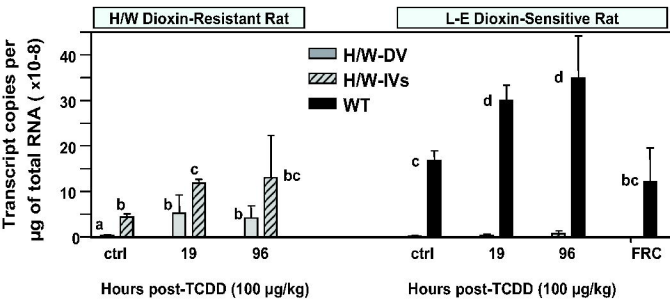 H/W Dioxin-Resistant Rat
L-E Dioxin-Sensitive Rat
Transcript copies per
µg of total RNA ( x10-8)
40
30
20
10
5
0
H/W-DV
H/W-IVs
WT
a
b
b
c
b
bc
c
d
d
bc
ctrl
19
96
ctrl
19
96
FRC
Hours post-TCDD (100 µg/kg)
Hours post-TCDD (100 µg/kg)